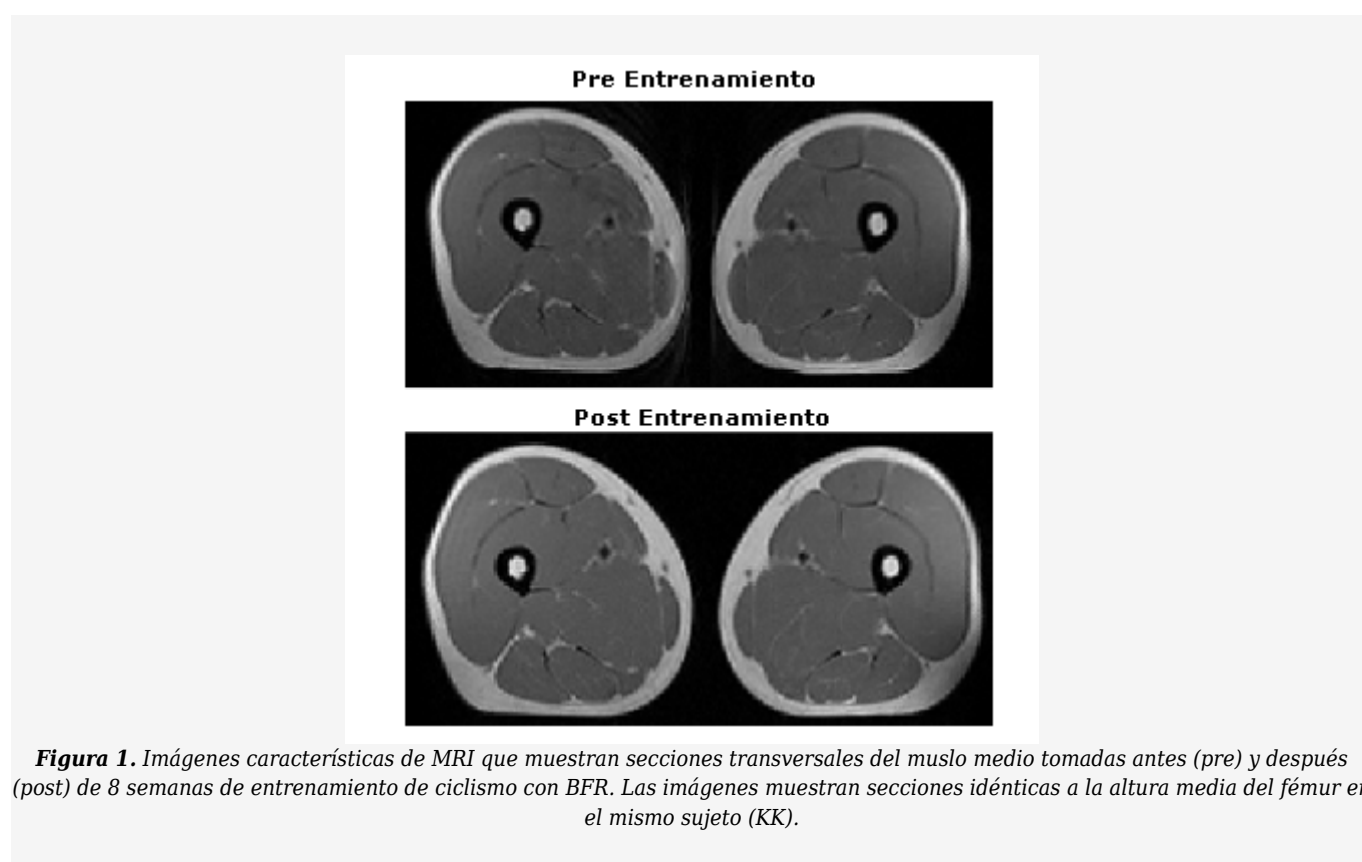 Pre Entrenamiento
Post Entrenamiento
Figura 1. Imágenes características de MRI que muestran secciones transversales del muslo medio tomadas antes (pre) y después
(post) de 8 semanas de entrenamiento de ciclismo con BFR. Las imágenes muestran secciones idénticas a la altura media del fémur en
el mismo sujeto (KK).